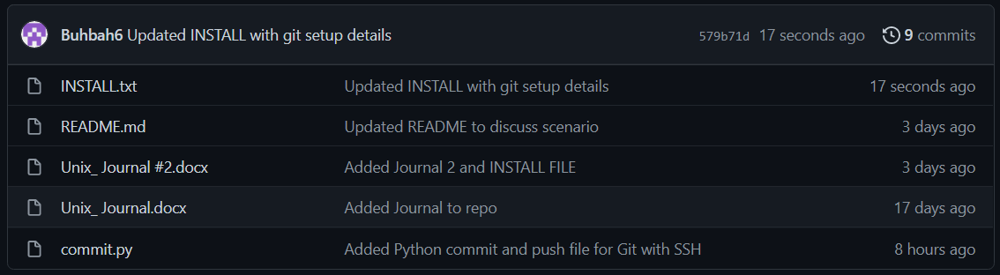 Buhbah6 Updated INSTALL with git setup details 579b71d 17 seconds ago 9 commits
INSTALL.txt Updated INSTALL with git setup details 17 seconds ago
README.md Updated README to discuss scenario 3 days ago
Unix_ Journal #2.docx Added Journal 2 and INSTALL FILE 3 days ago
Unix_ Journal.docx Added Journal to repo 17 days ago
commit.py Added Python commit and push file for Git with SSH 8 hours ago